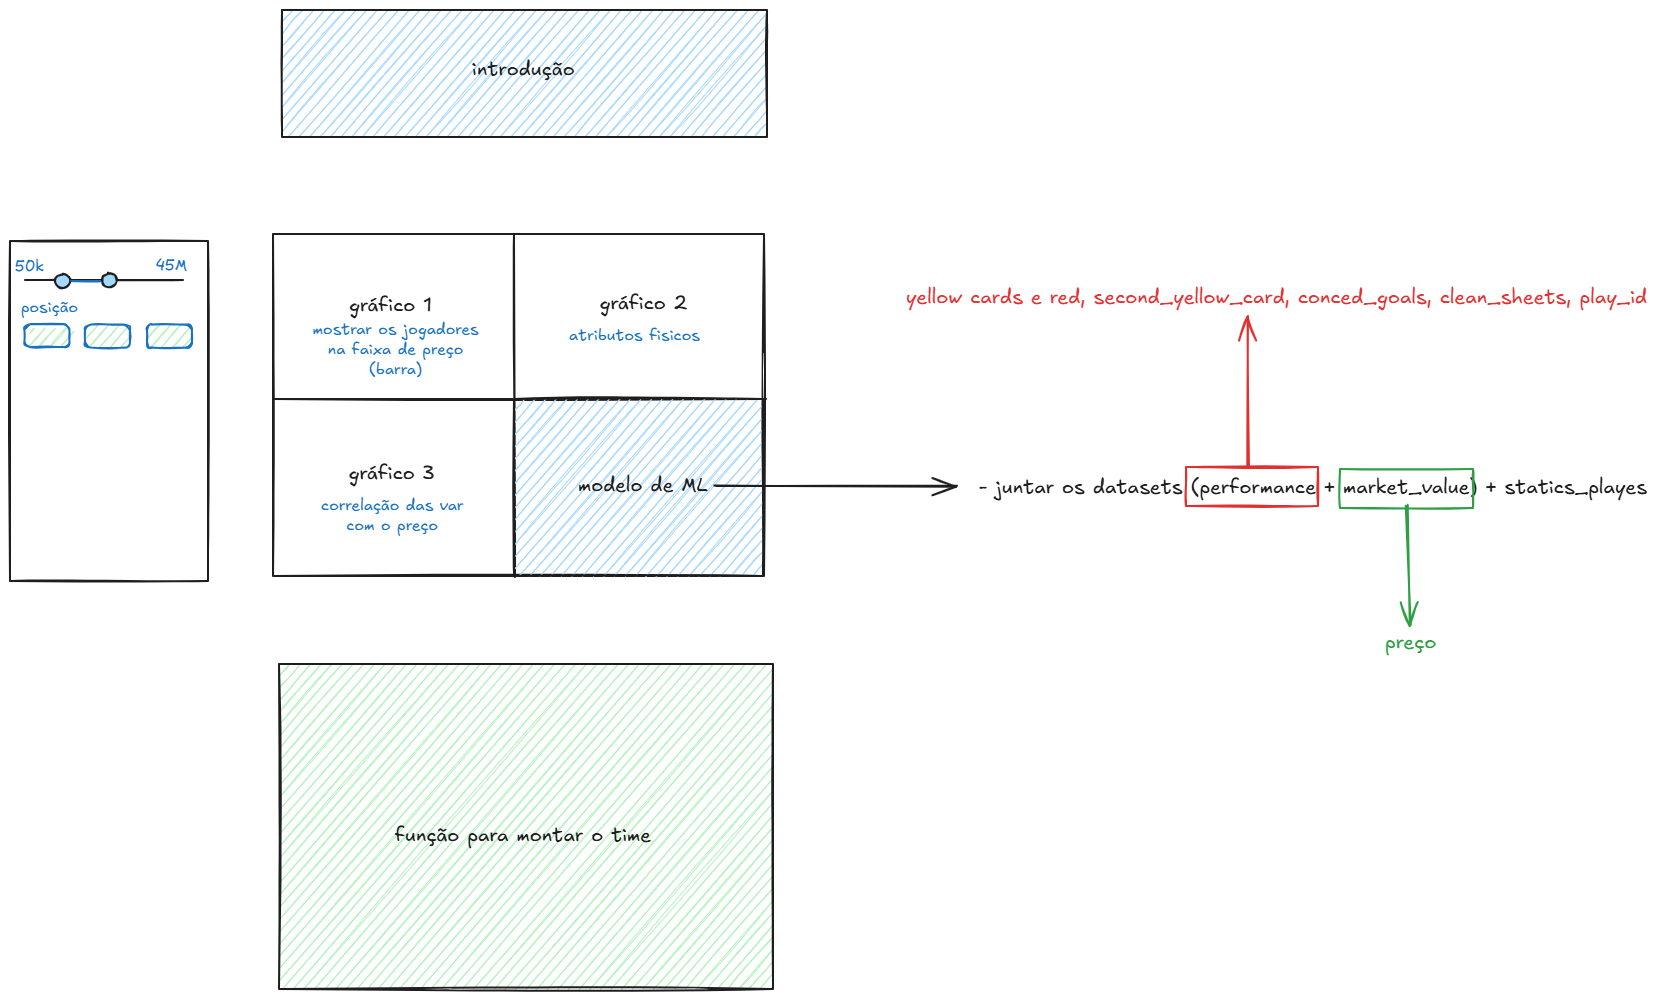 introdução
50k
45M
posição
gráfico 1
mostrar os jogadores
na faixa de preço
(barra)
gráfico 2
atributos fisicos
gráfico 3
correlação das var
com o preço
modelo de ML
yellow cards e red, second_yellow_card, conced_goals, clean_sheets, play_id
- juntar os datasets (performance + market_value) + statics_playes
preço
função para montar o time